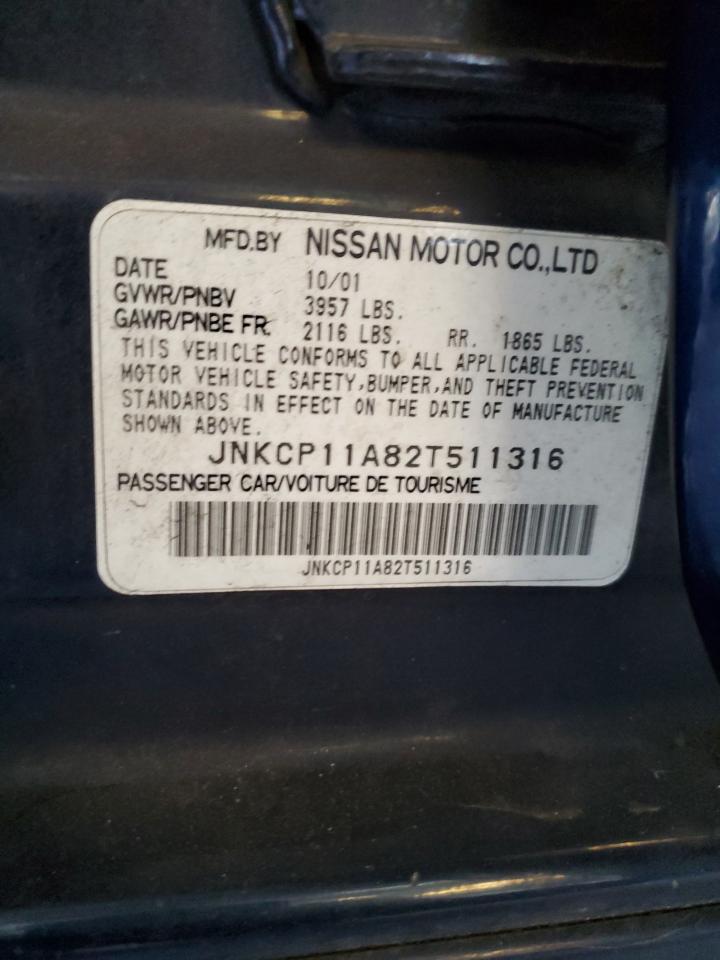 MFD.BY NISSAN MOTOR CO.,LTD
DATE 10/01
GVWR/PNBV 3957 LBS.
GAWR/PNBE FR. 2116 LBS. RR. 1865 LBS.
THIS VEHICLE CONFORMS TO ALL APPLICABLE FEDERAL
MOTOR VEHICLE SAFETY,BUMPER,AND THEFT PREVENTION
STANDARDS IN EFFECT ON THE DATE OF MANUFACTURE
SHOWN ABOVE.
JNKCP11A82T511316
PASSENGER CAR/VOITURE DE TOURISME
JNKCP11A82T511316